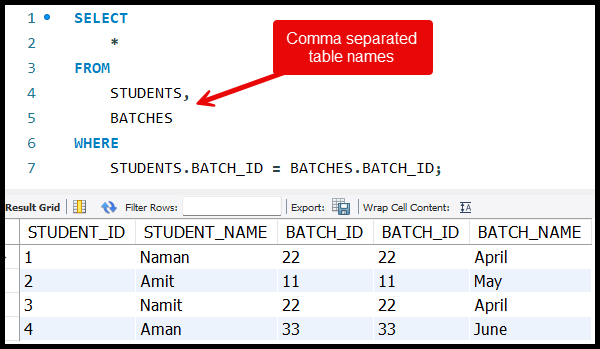 1 SELECT
2 *
3 FROM
4 STUDENTS,
5 BATCHES
6 WHERE
7 STUDENTS.BATCH_ID = BATCHES.BATCH_ID;
Comma separated
table names
Result Grid Filter Rows: Export: Wrap Cell Content: IA
STUDENT_ID STUDENT_NAME BATCH_ID BATCH_ID BATCH_NAME
1 Naman 22 22 April
2 Amit 11 11 May
3 Namit 22 22 April
4 Aman 33 33 June